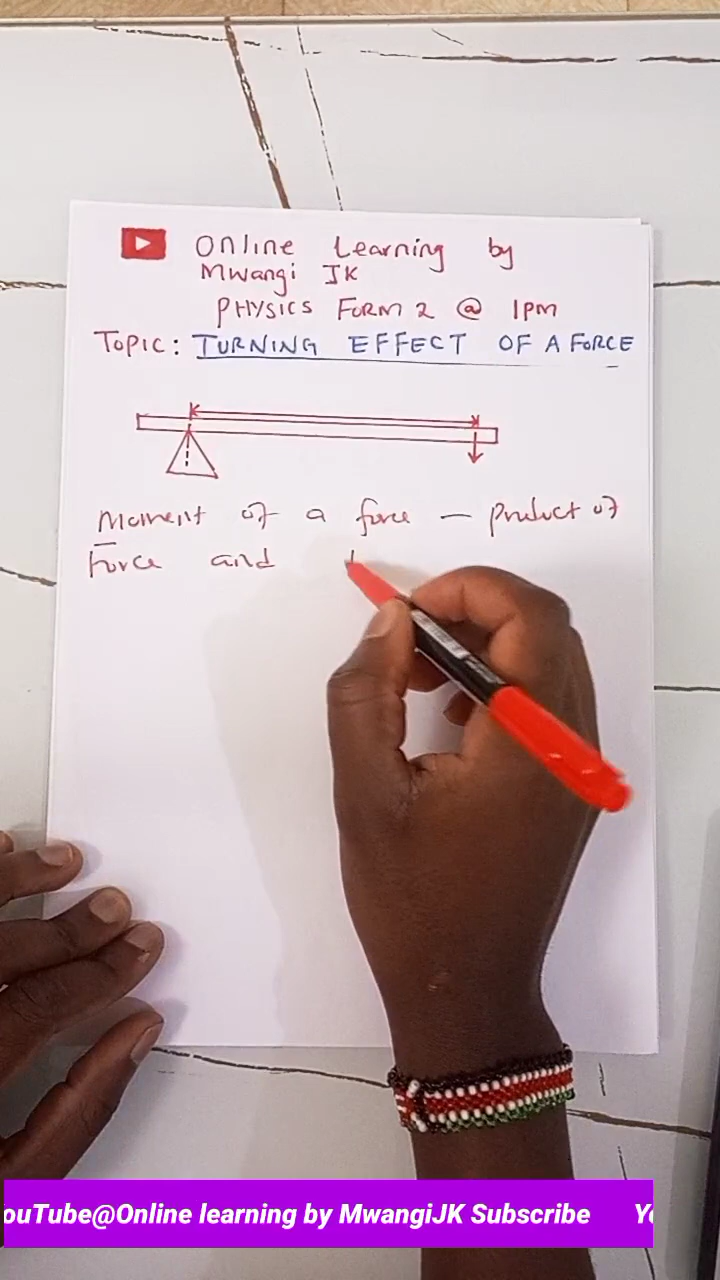 Online Learning by
Mwangi JK
PHYSICS FORM 2 @ 1PM
TOPIC: TURNING EFFECT OF A FORCE
Moment of a force – product of
Force and
ouTube@Online learning by MwangiJK Subscribe